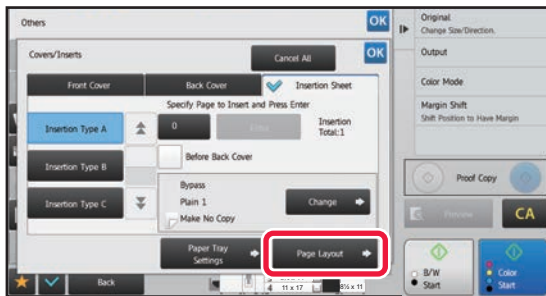 Others
OK
Original
Change Size/Direction.
Output
Color Mode
Margin Shift
Shift Position to Have Margin
Covers/Inserts
Cancel All
OK
Front Cover
Back Cover
Insertion Sheet
Specify Page to Insert and Press Enter
Insertion Type A
0
Enter
Insertion
Total:1
Before Back Cover
Insertion Type B
Bypass
Plain 1
Make No Copy
Change
Insertion Type C
Paper Tray
Settings
Page Layout
Proof Copy
Preview
CA
B/W
Start
Color
Start
Back
4
11 x 17
8½ x 11